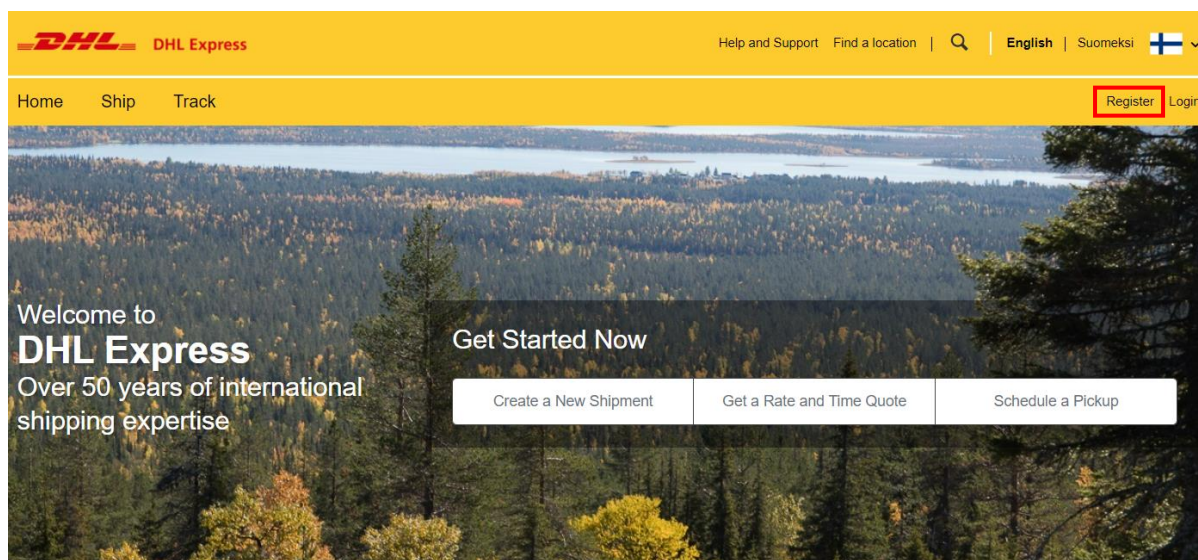 DHL DHL Express Help and Support Find a location | English | Suomeksi
Home Ship Track Register Login
Welcome to
DHL Express
Over 50 years of international
shipping expertise
Get Started Now
Create a New Shipment Get a Rate and Time Quote Schedule a Pickup